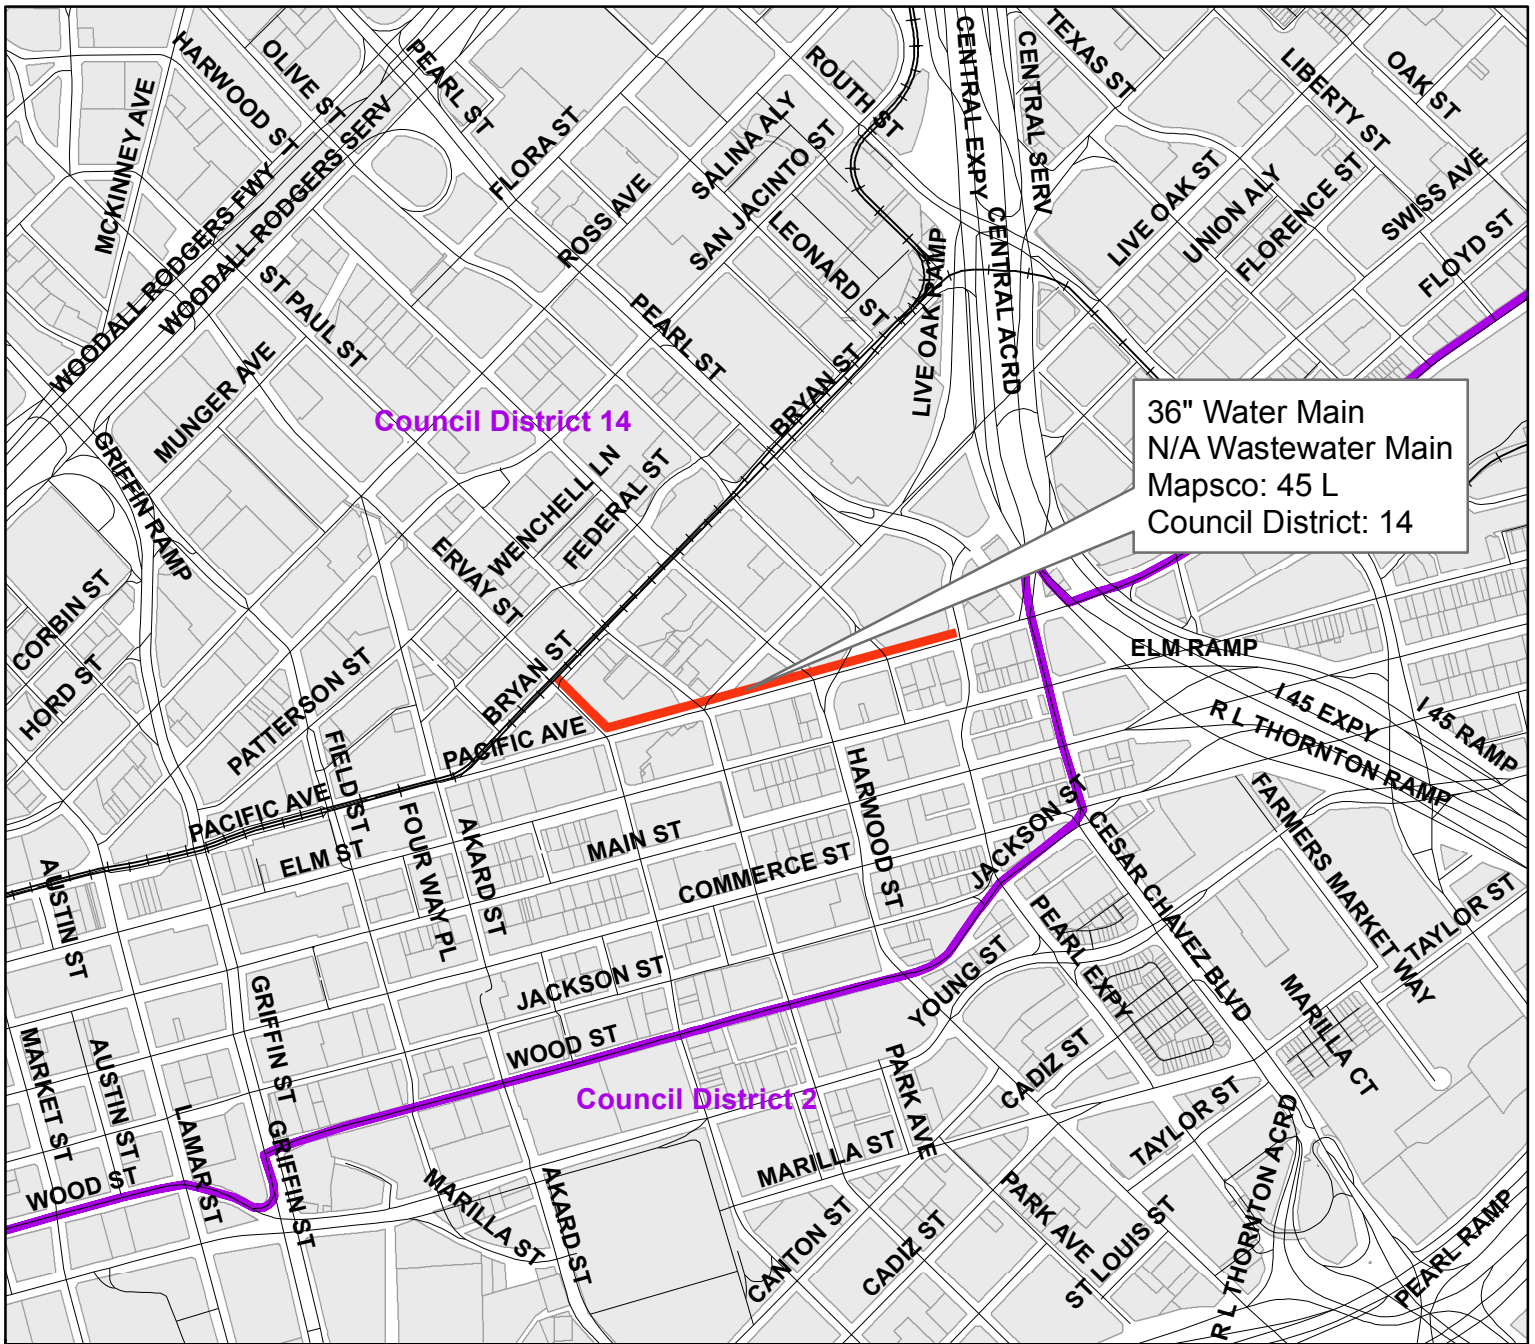 HARWOOD ST
OLIVE ST
PEARL ST
ROUTH ST
CENTRAL EXPY
CENTRAL SERV
TEXAS ST
LIBERTY ST
OAK ST
MCKINNEY AVE
WOODALL RODGERS FWY
WOODALL RODGERS SERV
FLORA ST
SALINA ALY
SAN JACINTO ST
ROSS AVE
LEONARD ST
LIVE OAK ST
UNION ALY
FLORENCE ST
SWISS AVE
FLOYD ST
ST PAUL ST
PEARL ST
LIVE OAK RAMP
CENTRAL ACRD
MUNGER AVE
BRYAN ST
Council District 14
36" Water Main
N/A Wastewater Main
Mapsco: 45 L
Council District: 14
GRIFFIN RAMP
WENCHELL LN
FEDERAL ST
ERVAY ST
CORBIN ST
HORD ST
PATTERSON ST
BRYAN ST
PACIFIC AVE
ELM RAMP
I 45 EXPY
I 45 RAMP
R L THORNTON RAMP
FIELD ST
PACIFIC AVE
FOUR WAY PL
AKARD ST
ELM ST
MAIN ST
COMMERCE ST
HARWOOD ST
JACKSON ST
CESAR CHAVEZ BLVD
FARMERS MARKET WAY
TAYLOR ST
AUSTIN ST
PEARL EXPY
JACKSON ST
YOUNG ST
MARILLA CT
GRIFFIN ST
WOOD ST
MARKET ST
AUSTIN ST
PARK AVE
CADIZ ST
Council District 2
LAMAR ST
GRIFFIN ST
TAYLOR ST
R L THORNTON ACRD
WOOD ST
MARILLA ST
MARILLA ST
AKARD ST
CANTON ST
CADIZ ST
PARK AVE
ST LOUIS ST
PEARL RAMP